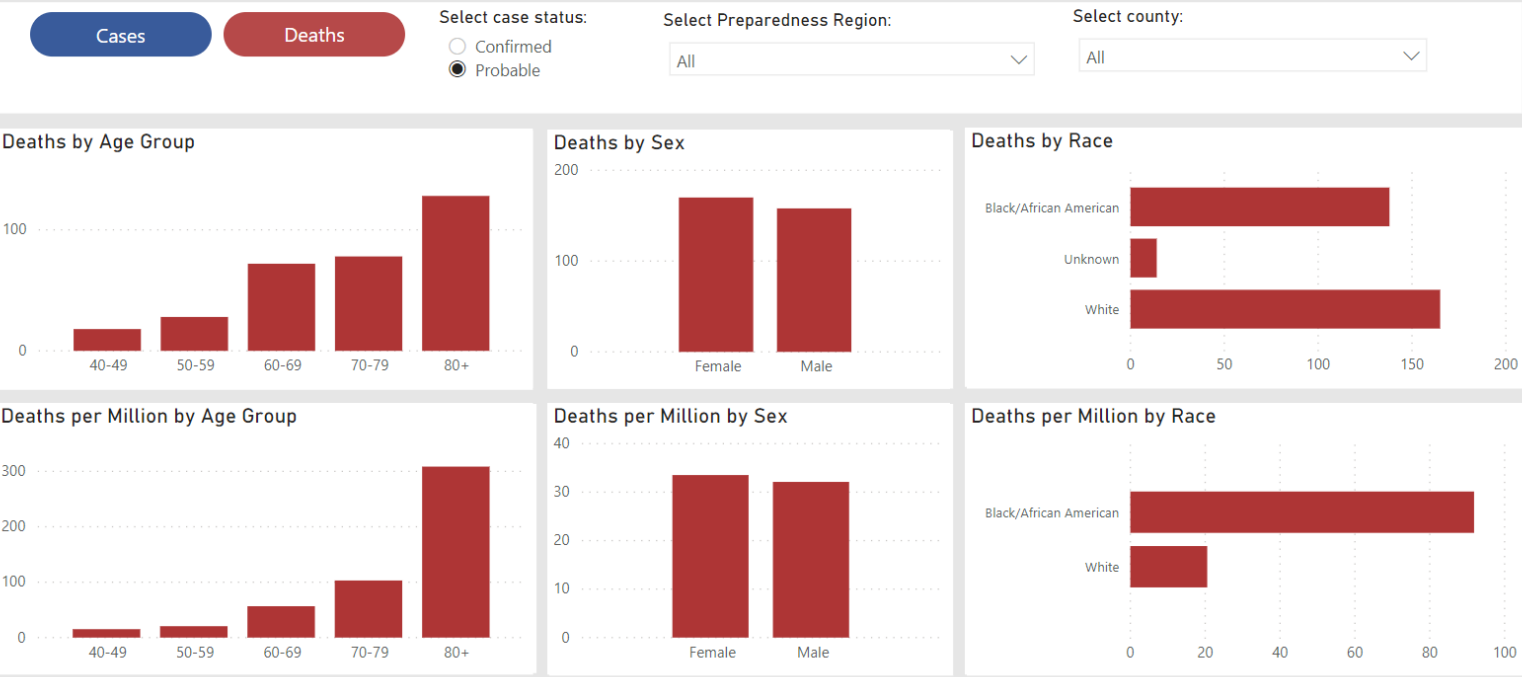 Cases
Deaths
Select case status:
Confirmed
Probable
Select Preparedness Region:
All
Select county:
All
Deaths by Age Group
100
0
40-49 50-59 60-69 70-79 80+
Deaths by Sex
200
100
0
Female Male
Deaths by Race
Black/African American
Unknown
White
0 50 100 150 200
Deaths per Million by Age Group
300
200
100
0
40-49 50-59 60-69 70-79 80+
Deaths per Million by Sex
40
30
20
10
0
Female Male
Deaths per Million by Race
Black/African American
White
0 20 40 60 80 100